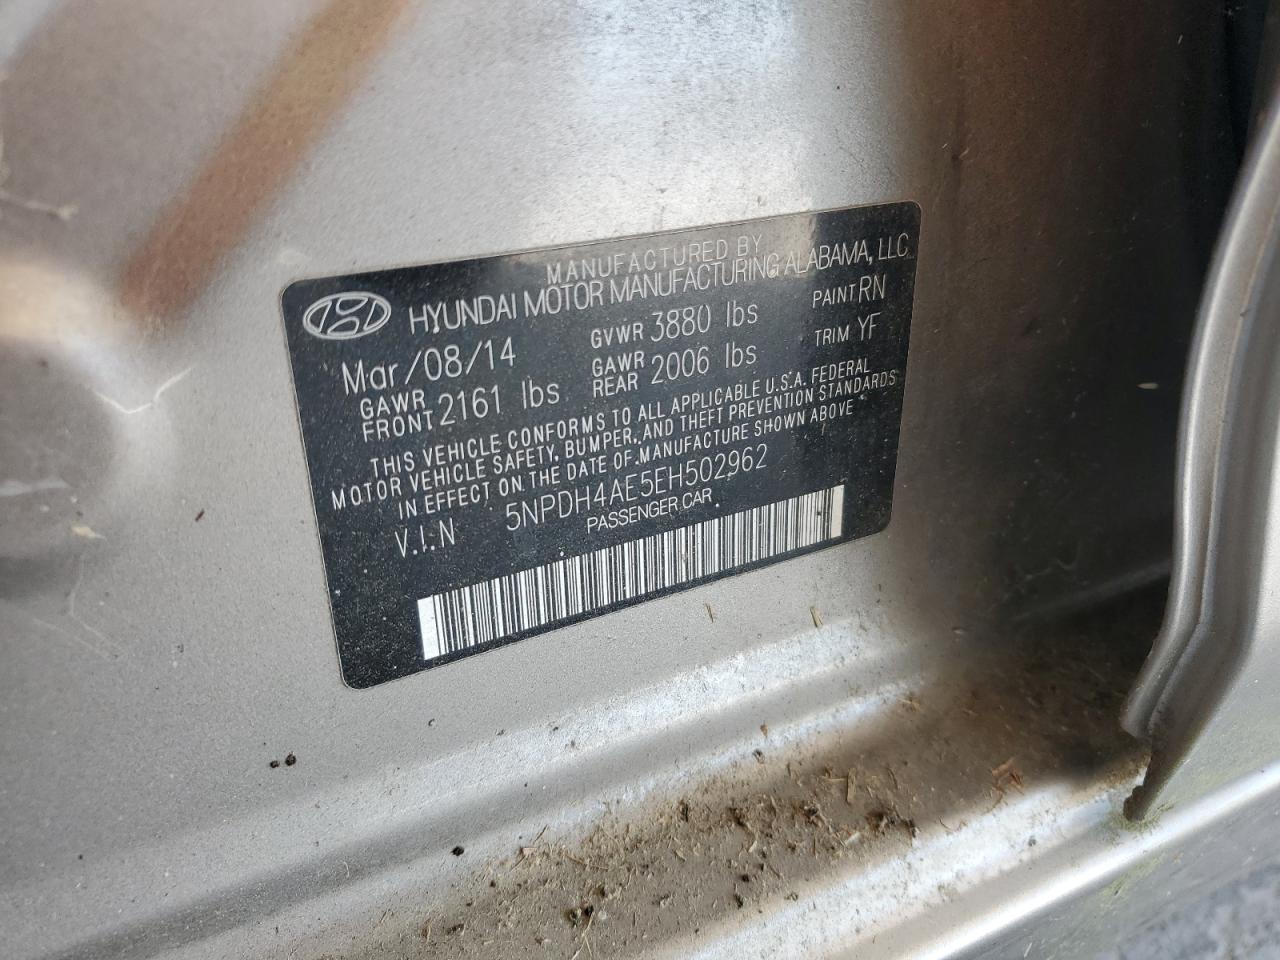 MANUFACTURED BY
HYUNDAI MOTOR MANUFACTURING ALABAMA, LLC
Mar/08/14 GVWR 3880 lbs PAINT RN
GAWR FRONT 2161 lbs GAWR REAR 2006 lbs TRIM YF
THIS VEHICLE CONFORMS TO ALL APPLICABLE U.S.A. FEDERAL
MOTOR VEHICLE SAFETY, BUMPER, AND THEFT PREVENTION STANDARDS
IN EFFECT ON THE DATE OF MANUFACTURE SHOWN ABOVE
V.I.N 5NPDH4AE5EH502962
PASSENGER CAR